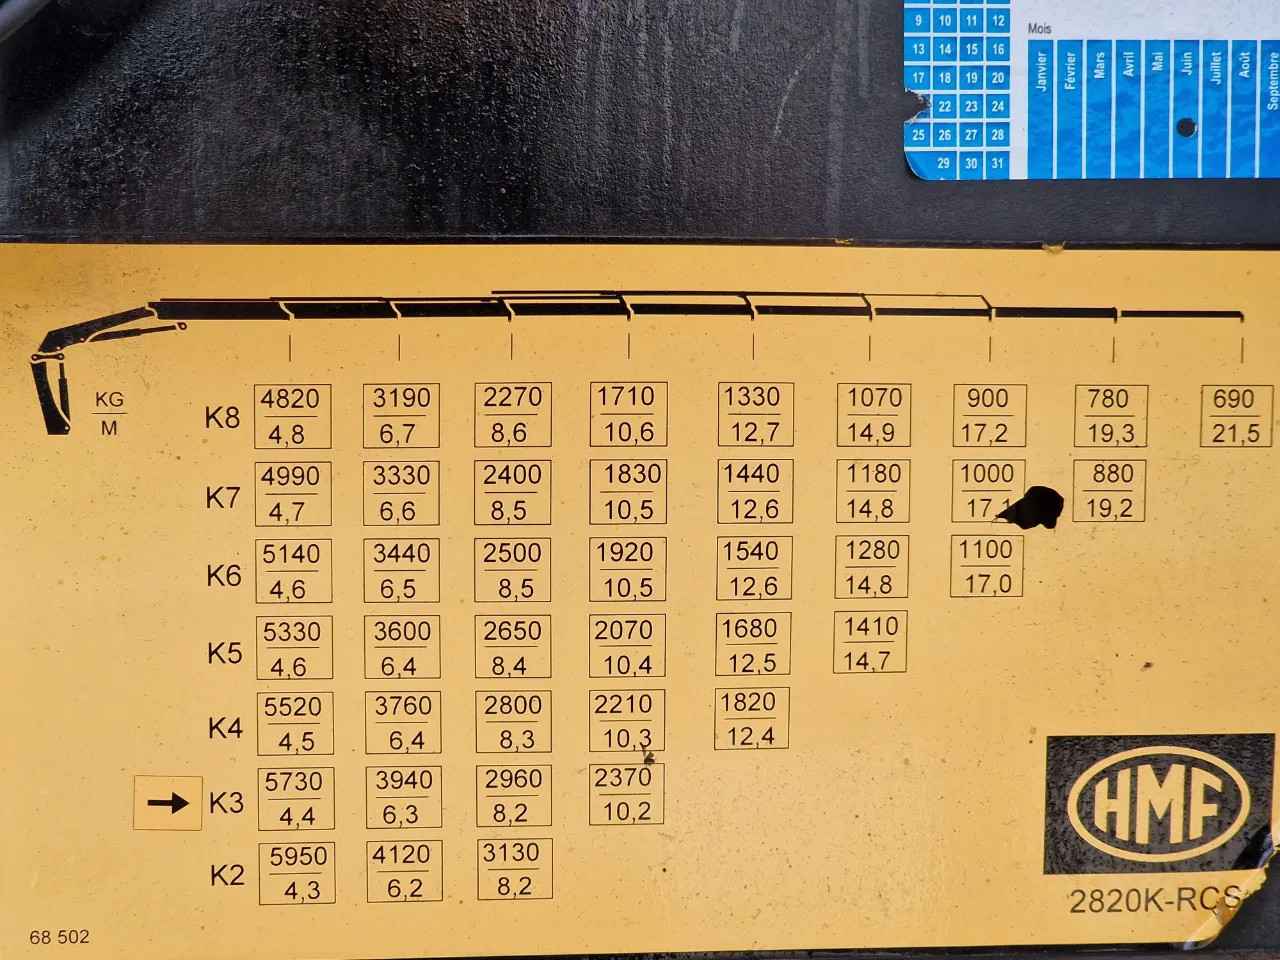 9 10 11 12
13 14 15 16
17 18 19 20
22 23 24
25 26 27 28
29 30 31
Mois
Janvier
Février
Mars
Avril
Mai
Juin
Juillet
Août
Septembre
KG
M
K8
4820 3190 2270 1710 1330 1070 900 780 690
4,8 6,7 8,6 10,6 12,7 14,9 17,2 19,3 21,5
K7
4990 3330 2400 1830 1440 1180 1000 880
4,7 6,6 8,5 10,5 12,6 14,8 17,1 19,2
K6
5140 3440 2500 1920 1540 1280 1100
4,6 6,5 8,5 10,5 12,6 14,8 17,0
K5
5330 3600 2650 2070 1680 1410
4,6 6,4 8,4 10,4 12,5 14,7
K4
5520 3760 2800 2210 1820
4,5 6,4 8,3 10,3 12,4
K3
5730 3940 2960 2370
4,4 6,3 8,2 10,2
K2
5950 4120 3130
4,3 6,2 8,2
HMF
2820K-RCS
68 502